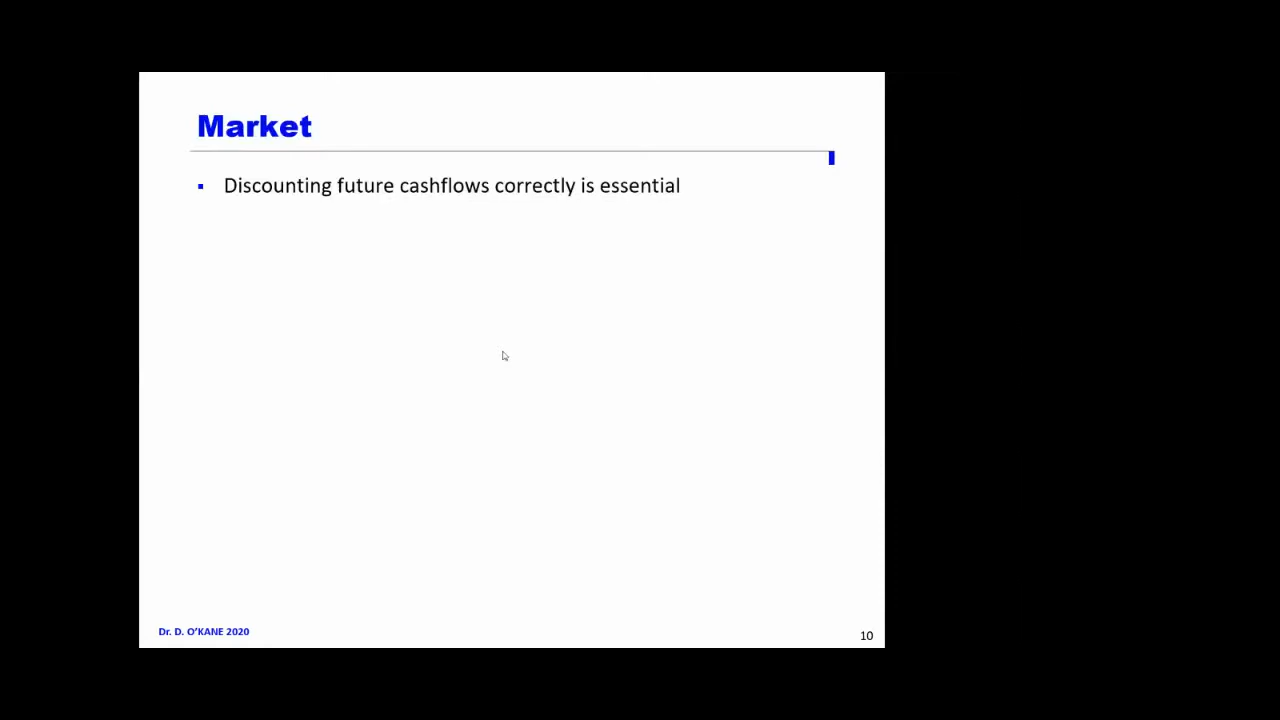 Market
▪ Discounting future cashflows correctly is essential
Dr. D. O'KANE 2020
10